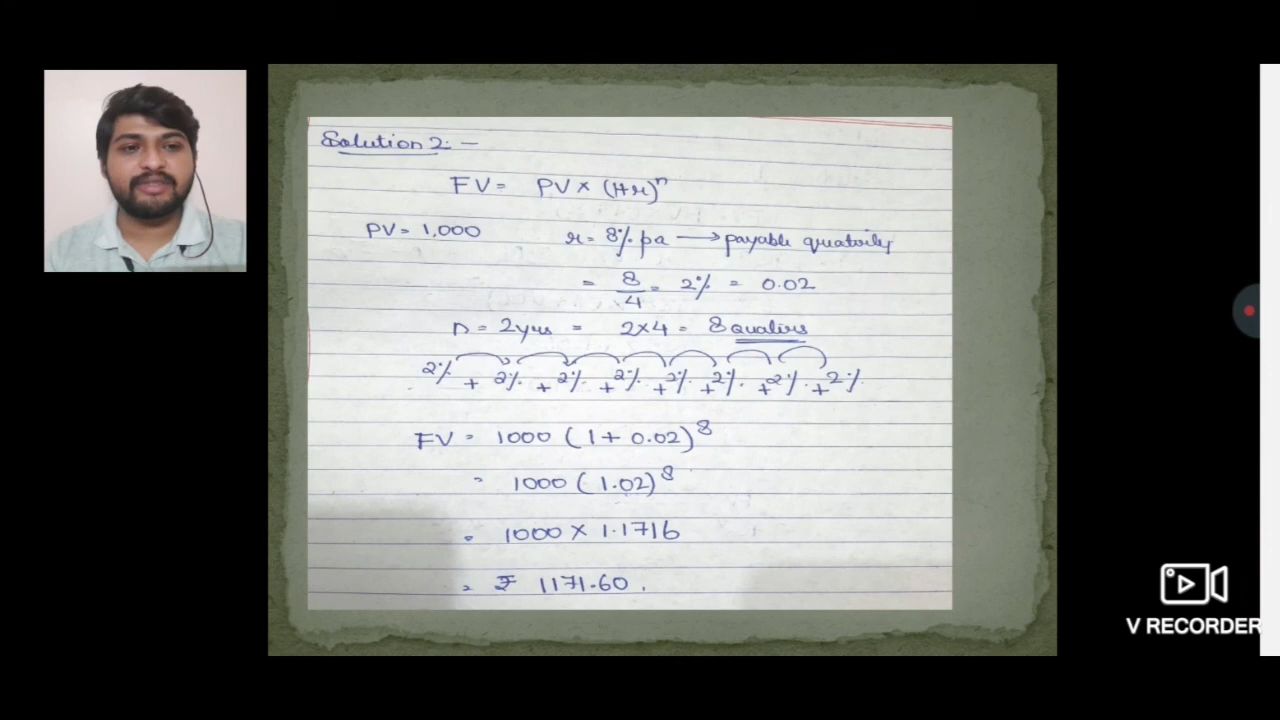 Solution 2: —
FV = PV × (1+r)ⁿ
PV = 1,000 r = 8% pa → payable quaterly
= 8/4 = 2% = 0.02
n = 2 yrs = 2×4 = 8
2% + 2% + 2% + 2% + 2% + 2% + 2% + 2%
FV = 1000 (1 + 0.02)⁸
= 1000 (1.02)⁸
= 1000 × 1.1716
= ₹ 1171.60.
V RECORDER